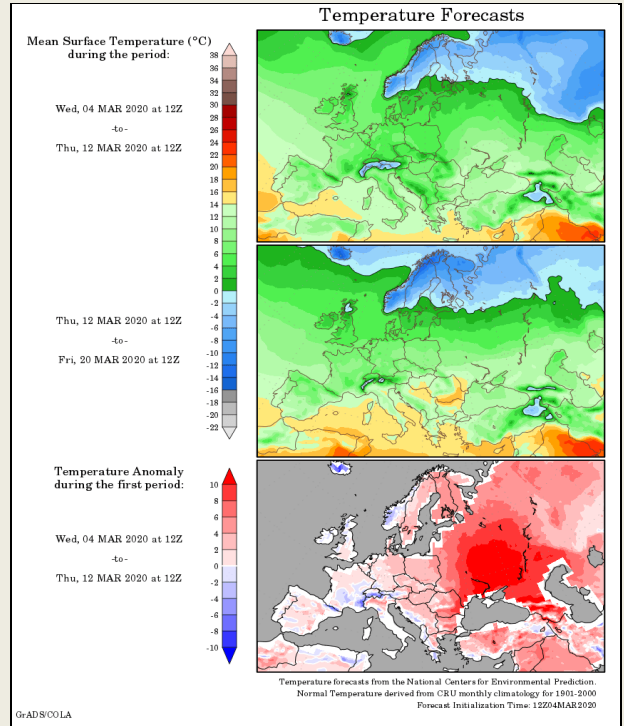 Temperature Forecasts
Mean Surface Temperature (°C)
during the period:
Wed, 04 MAR 2020 at 12Z
-to-
Thu, 12 MAR 2020 at 12Z
38
36
34
32
30
28
26
24
22
20
18
16
14
12
10
8
6
4
2
0
-2
-4
-6
-8
-10
-12
-14
-16
-18
-20
-22
Thu, 12 MAR 2020 at 12Z
-to-
Fri, 20 MAR 2020 at 12Z
Temperature Anomaly
during the first period:
Wed, 04 MAR 2020 at 12Z
-to-
Thu, 12 MAR 2020 at 12Z
10
8
6
4
2
0
-2
-4
-6
-8
-10
Temperature forecasts from the National Centers for Environmental Prediction.
Normal Temperature derived from CRU monthly climatology for 1901-2000
Forecast Initialization Time: 12Z04MAR2020
GrADS/COLA